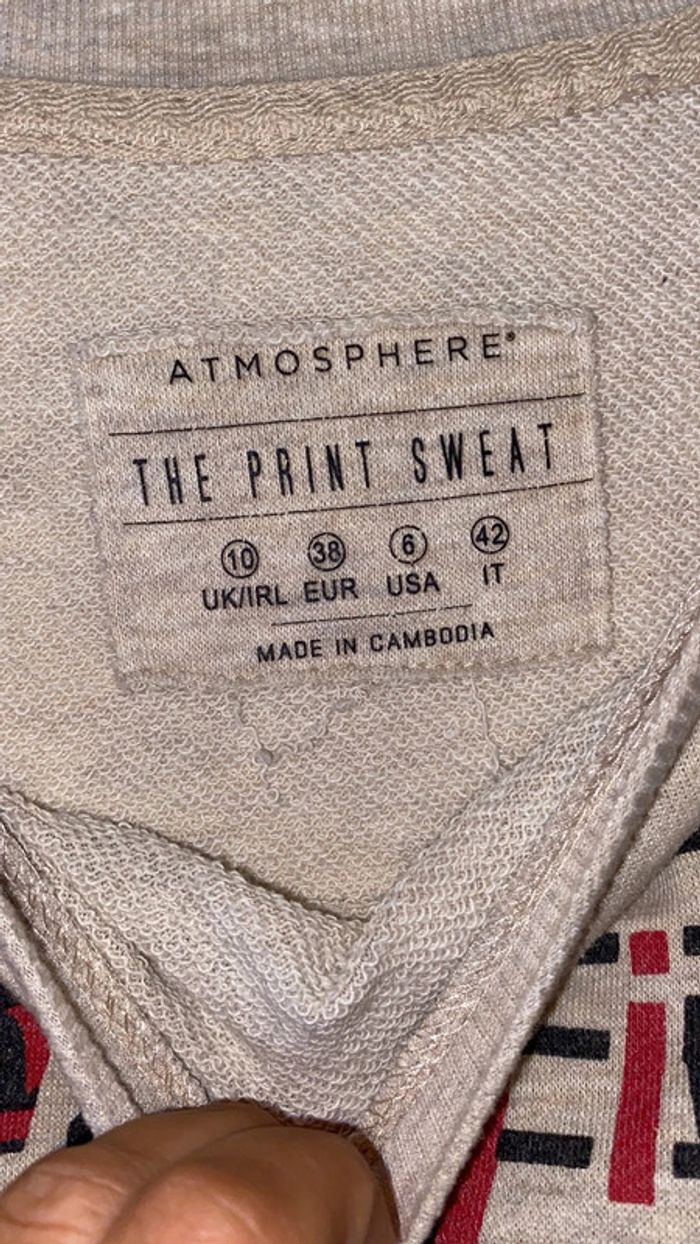 ATMOSPHERE®
THE PRINT SWEAT
10 38 6 42
UK/IRL EUR USA IT
MADE IN CAMBODIA